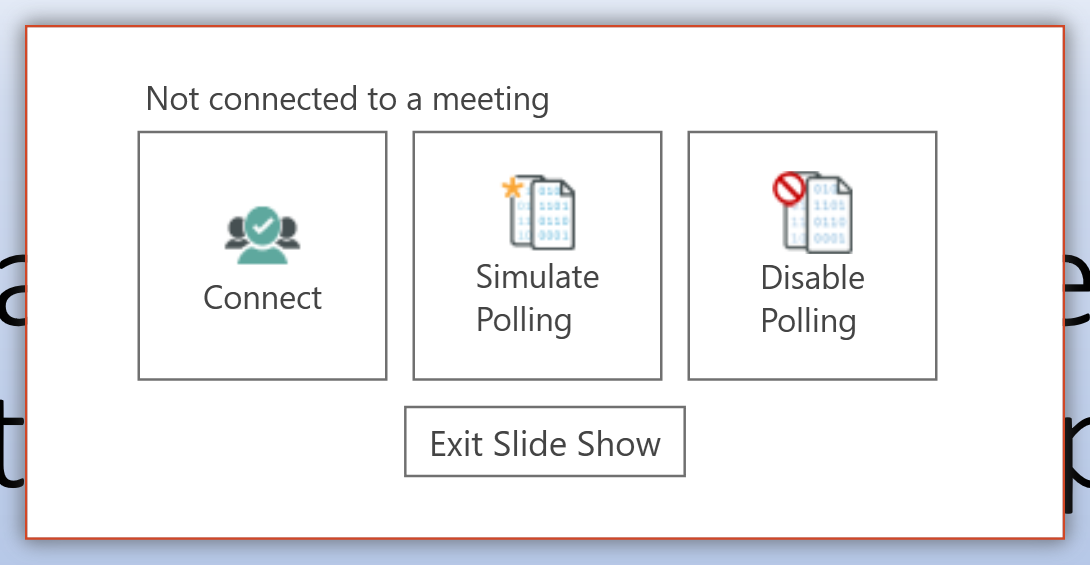 Not connected to a meeting
Connect
Simulate
Polling
Disable
Polling
Exit Slide Show